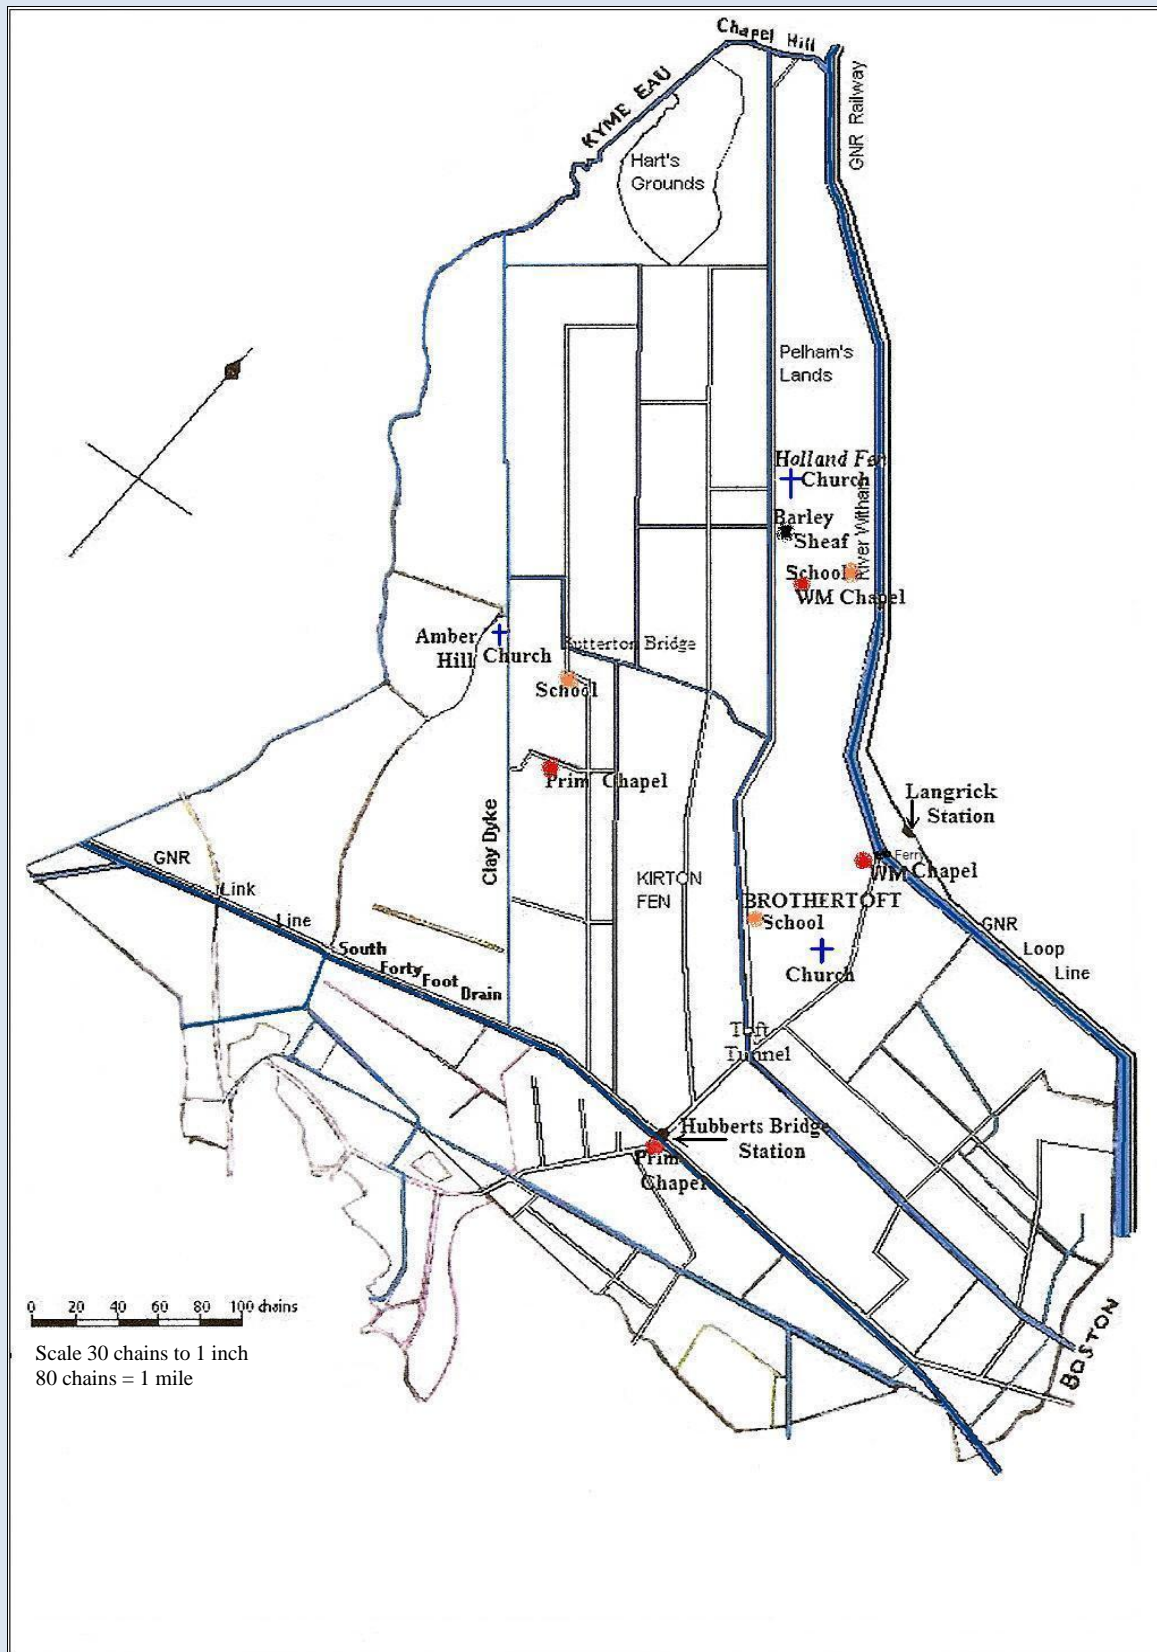 Chapel Hill
KYME EAU
GNR Railway
Hart's
Grounds
Pelham's
Lands
Holland Fen
Church
Barley
Sheaf
River Witham
School
WM Chapel
Amber
Hill
Church
Butterton Bridge
School
Prim Chapel
Langrick
Station
Clay Dyke
Ferry
WM Chapel
GNR
Link
Line
KIRTON
FEN
BROTHERTOFT
School
Church
GNR
Loop
Line
South
Forty
Foot
Drain
Toft
Tunnel
Hubberts Bridge
Station
Prim
Chapel
BOSTON
0 20 40 60 80 100 chains
Scale 30 chains to 1 inch
80 chains = 1 mile